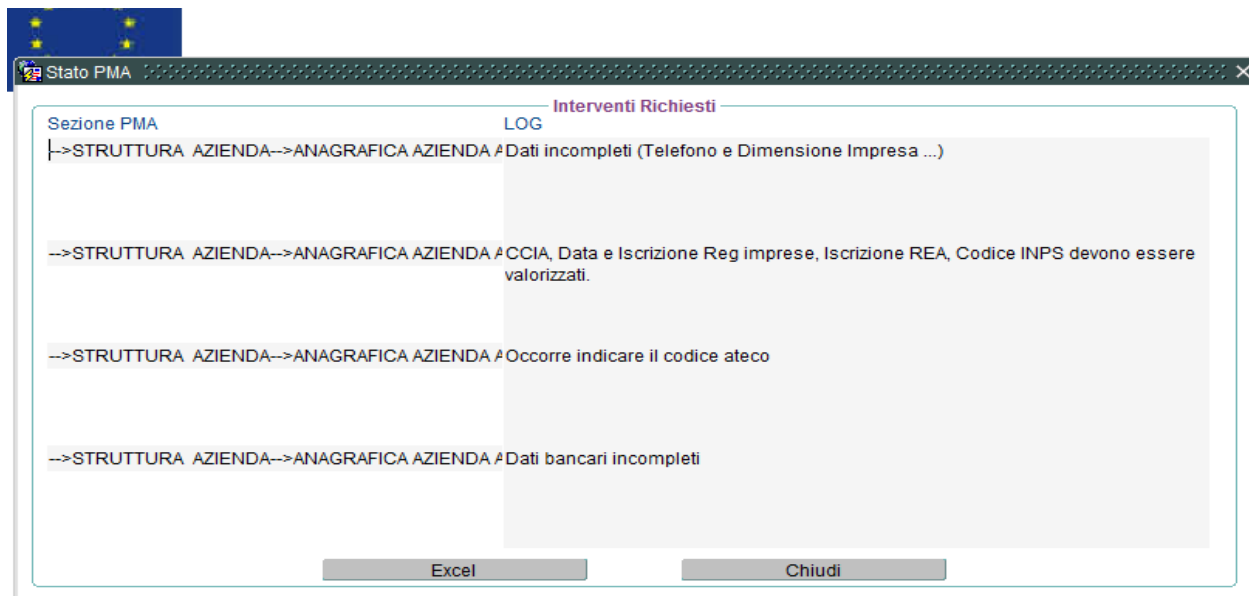 Stato PMA
Interventi Richiesti
Sezione PMA LOG
-->STRUTTURA AZIENDA-->ANAGRAFICA AZIENDA A Dati incompleti (Telefono e Dimensione Impresa ...)
-->STRUTTURA AZIENDA-->ANAGRAFICA AZIENDA A CCIA, Data e Iscrizione Reg imprese, Iscrizione REA, Codice INPS devono essere
valorizzati.
-->STRUTTURA AZIENDA-->ANAGRAFICA AZIENDA A Occorre indicare il codice ateco
-->STRUTTURA AZIENDA-->ANAGRAFICA AZIENDA A Dati bancari incompleti
Excel Chiudi